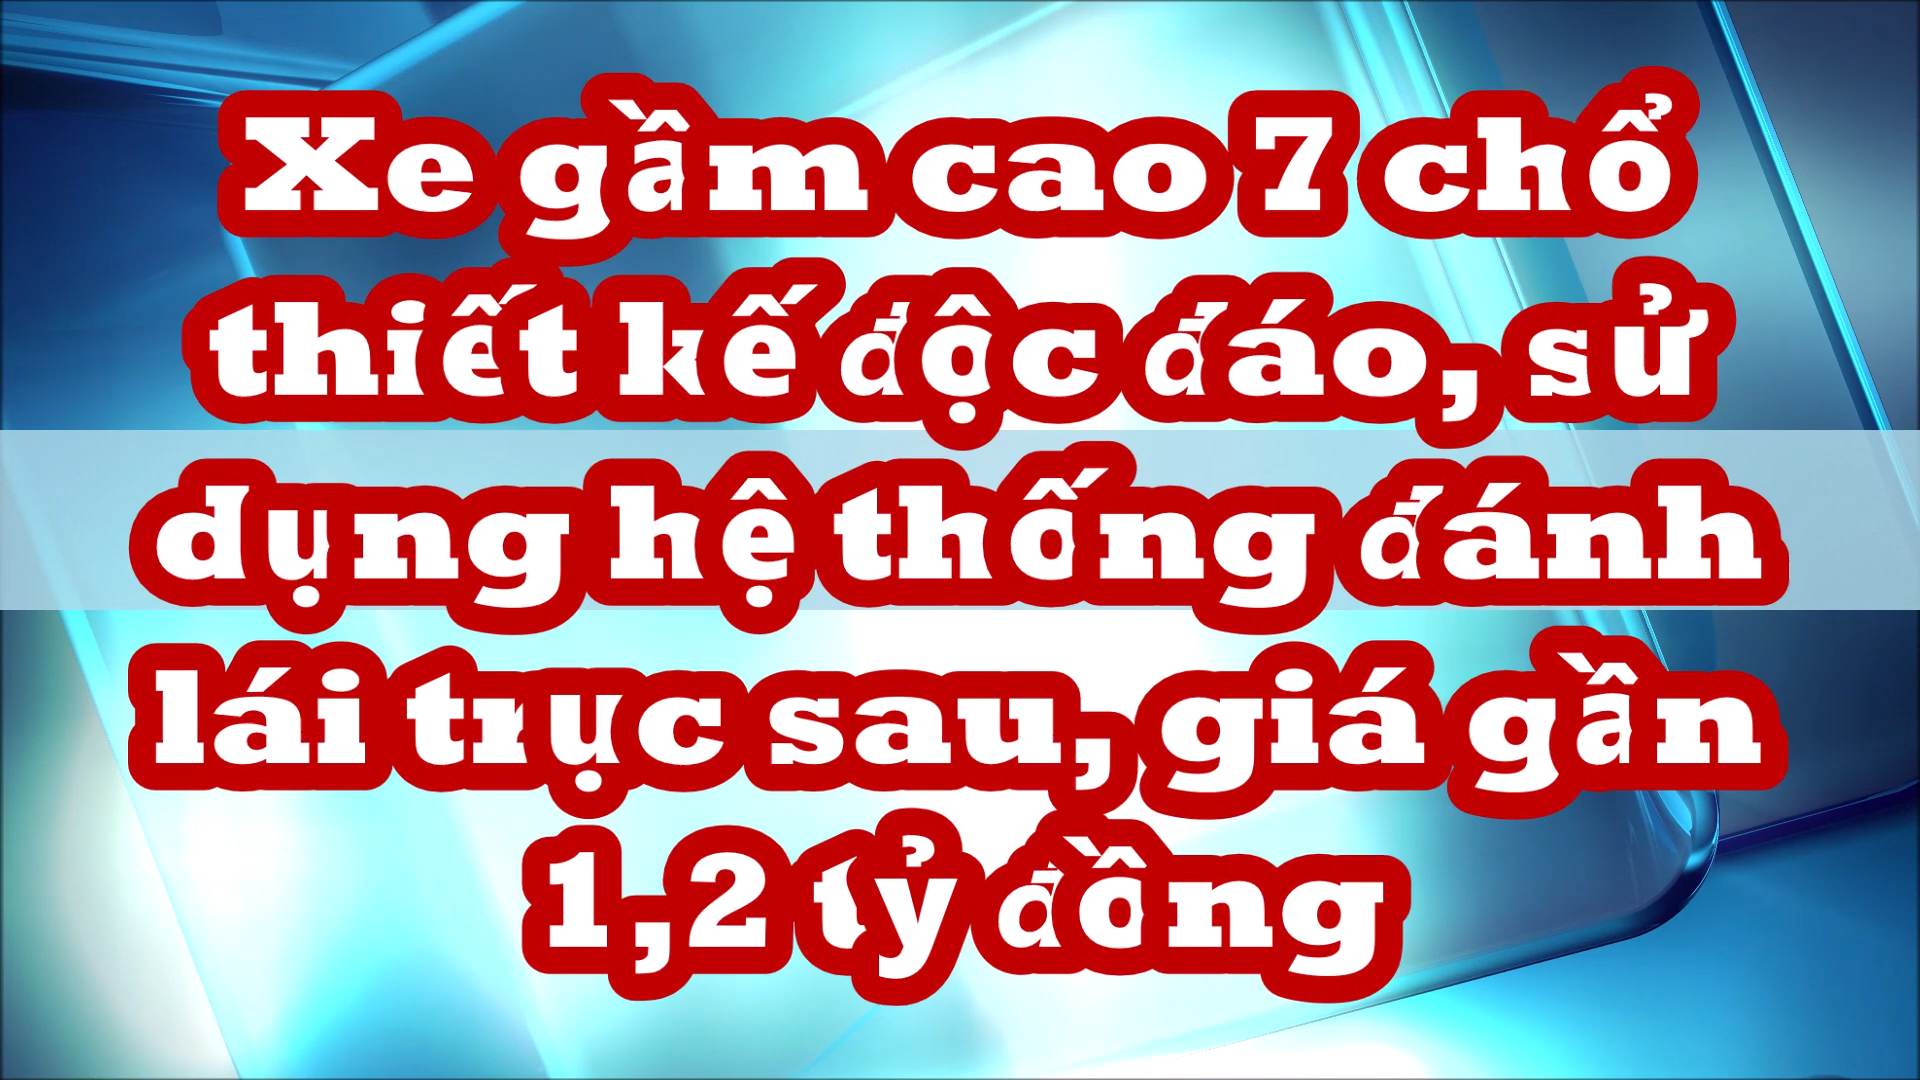 Xe gầm cao 7 chổ
thiết kế độc đáo, sử
dụng hệ thống đánh
lái trục sau, giá gần
1,2 tỷ đồng